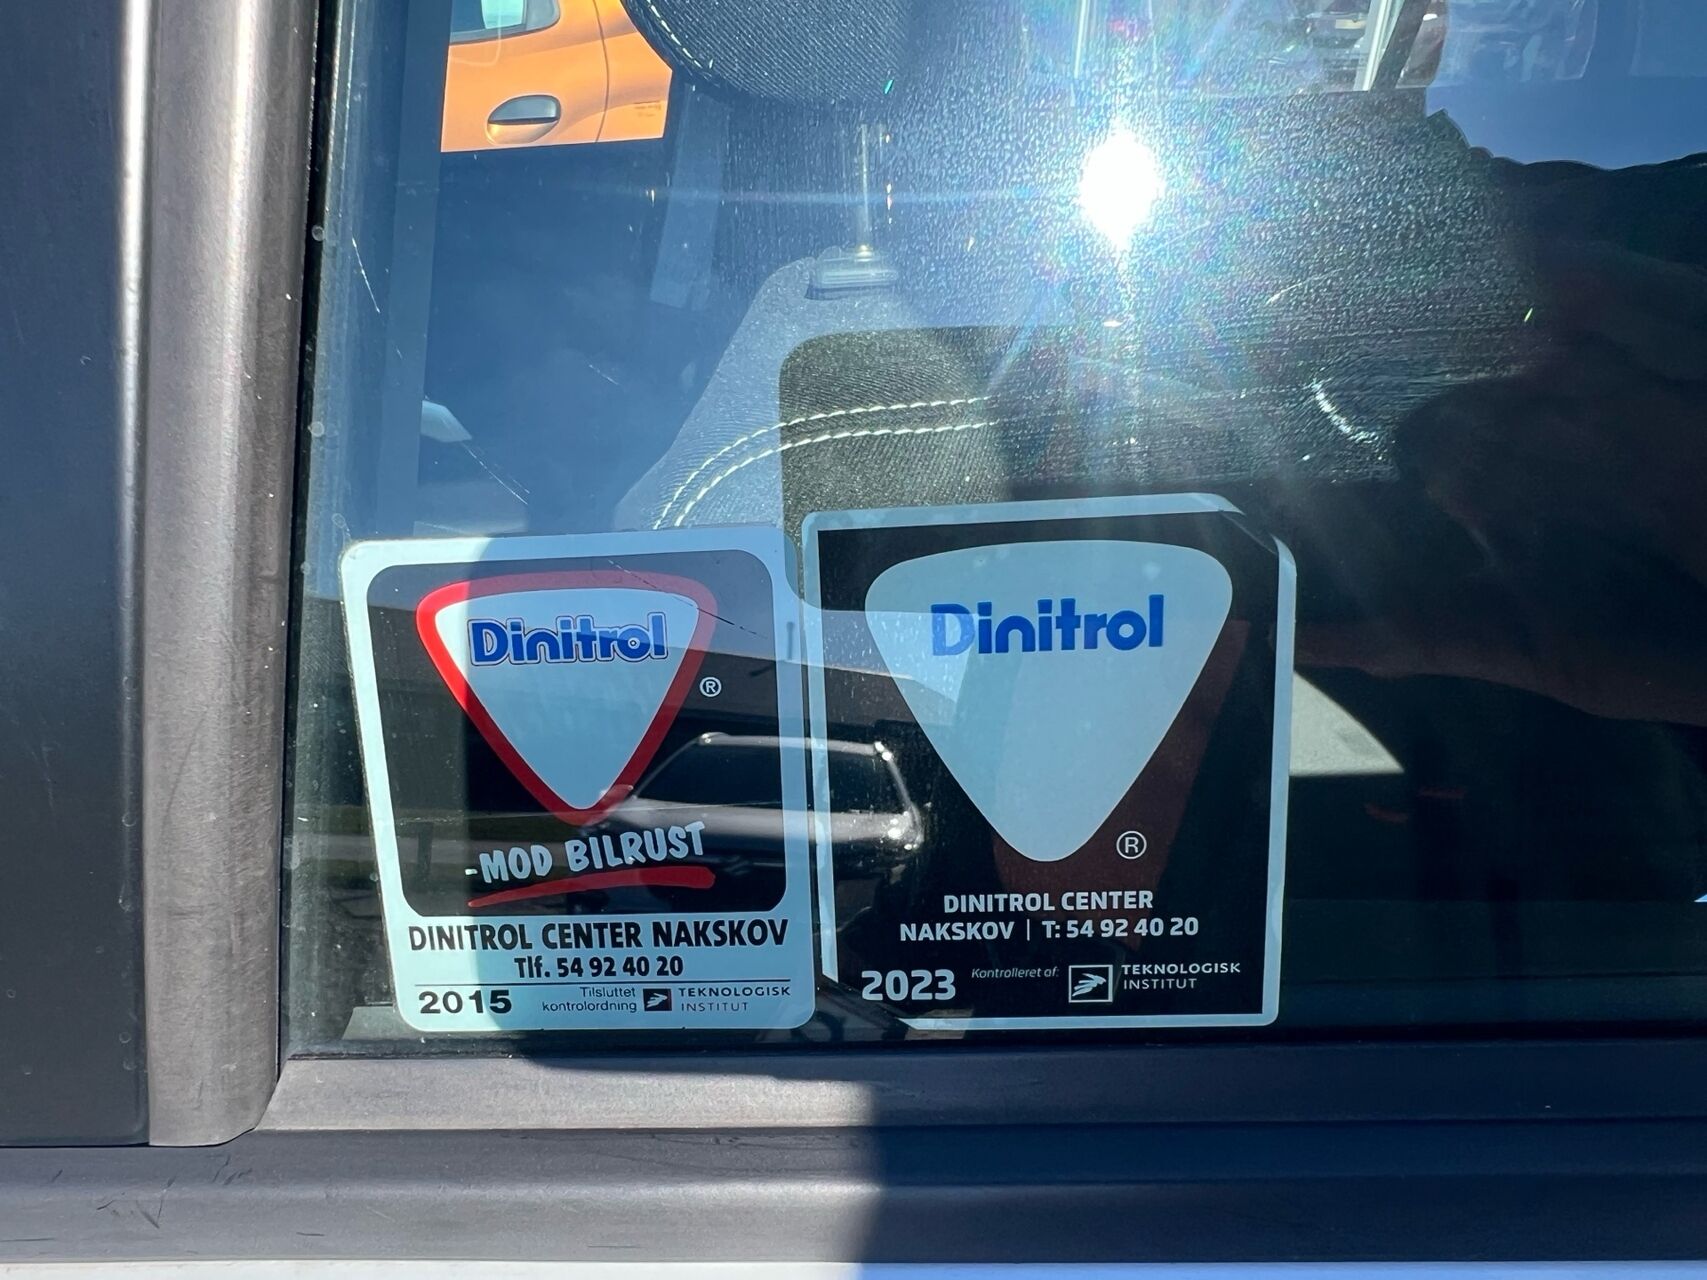 Dinitrol
®
-MOD BILRUST
DINITROL CENTER NAKSKOV
Tlf. 54 92 40 20
2015
Tilsluttet
kontrolordning
TEKNOLOGISK
INSTITUT
Dinitrol
®
DINITROL CENTER
NAKSKOV | T: 54 92 40 20
2023
Kontrolleret af:
TEKNOLOGISK
INSTITUT